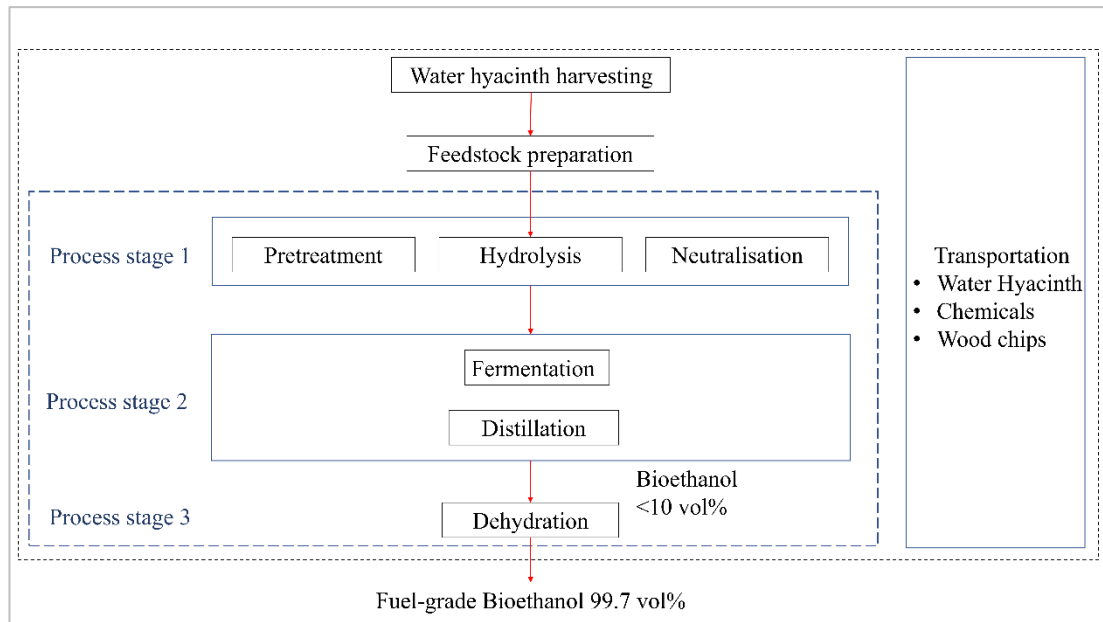 Water hyacinth harvesting
Feedstock preparation
Process stage 1
Pretreatment
Hydrolysis
Neutralisation
Process stage 2
Fermentation
Distillation
Bioethanol
<10 vol%
Process stage 3
Dehydration
Fuel-grade Bioethanol 99.7 vol%
Transportation
• Water Hyacinth
• Chemicals
• Wood chips